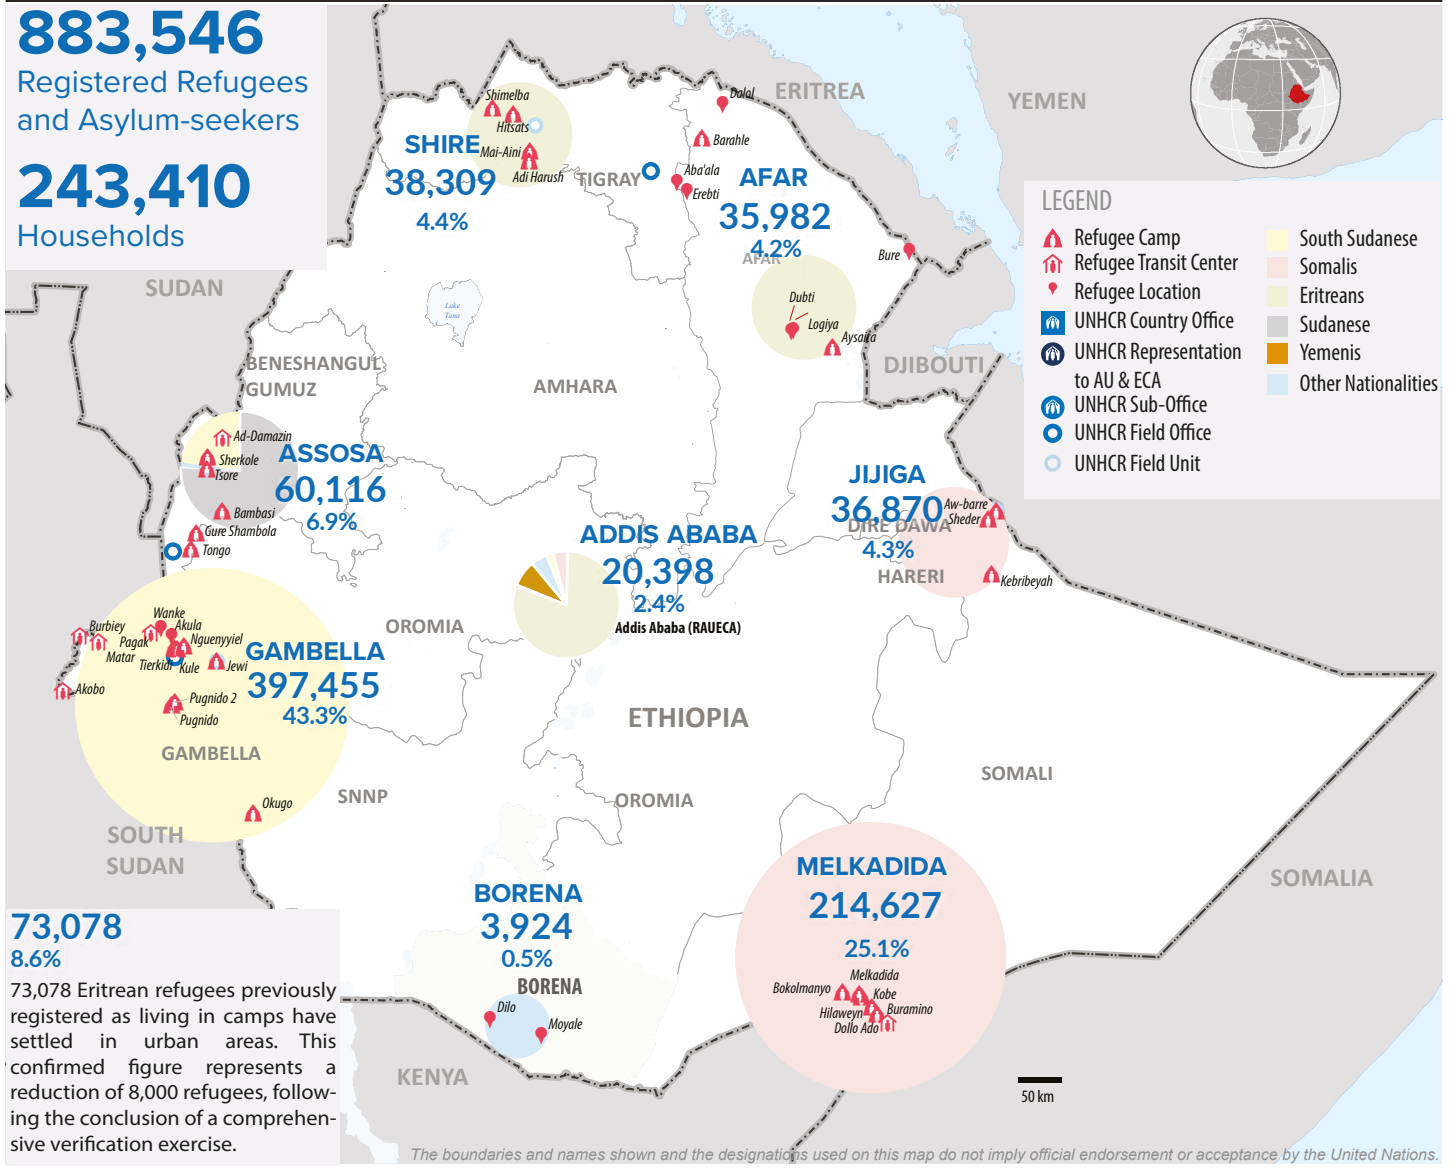 883,546
Registered Refugees
and Asylum-seekers
243,410
Households
ERITREA
YEMEN
SUDAN
DJIBOUTI
SOUTH
SUDAN
KENYA
SOMALIA
ETHIOPIA
SHIRE
38,309
4.4%
Shimelba
Hitsats
Mai-Aini
Adi Harush
TIGRAY
Dalol
Barahle
Aba'ala
Erebti
AFAR
35,982
4.2%
AFAR
Bure
Dubti
Logiya
Aysaita
Lake
Tana
BENESHANGUL
GUMUZ
AMHARA
Ad-Damazin
Sherkole
Tsore
Bambasi
Gure Shambola
Tongo
ASSOSA
60,116
6.9%
JIJIGA
36,870
4.3%
DIRE DAWA
HARERI
Aw-barre
Sheder
Kebribeyah
ADDIS ABABA
20,398
2.4%
Addis Ababa (RAUECA)
OROMIA
Wanke
Burbiey
Akula
Pagak
Nguenyyiel
Matar
Tierkidi
Kule
Jewi
Akobo
Pugnido 2
Pugnido
GAMBELLA
397,455
43.3%
GAMBELLA
Okugo
SNNP
OROMIA
SOMALI
MELKADIDA
214,627
25.1%
Melkadida
Bokolmanyo
Kobe
Hilaweyn
Buramino
Dollo Ado
BORENA
3,924
0.5%
BORENA
Dilo
Moyale
LEGEND
Refugee Camp
Refugee Transit Center
Refugee Location
UNHCR Country Office
UNHCR Representation
to AU & ECA
UNHCR Sub-Office
UNHCR Field Office
UNHCR Field Unit
South Sudanese
Somalis
Eritreans
Sudanese
Yemenis
Other Nationalities
73,078
8.6%
73,078 Eritrean refugees previously
registered as living in camps have
settled in urban areas. This
confirmed figure represents a
reduction of 8,000 refugees, follow-
ing the conclusion of a comprehen-
sive verification exercise.
50 km
The boundaries and names shown and the designations used on this map do not imply official endorsement or acceptance by the United Nations.